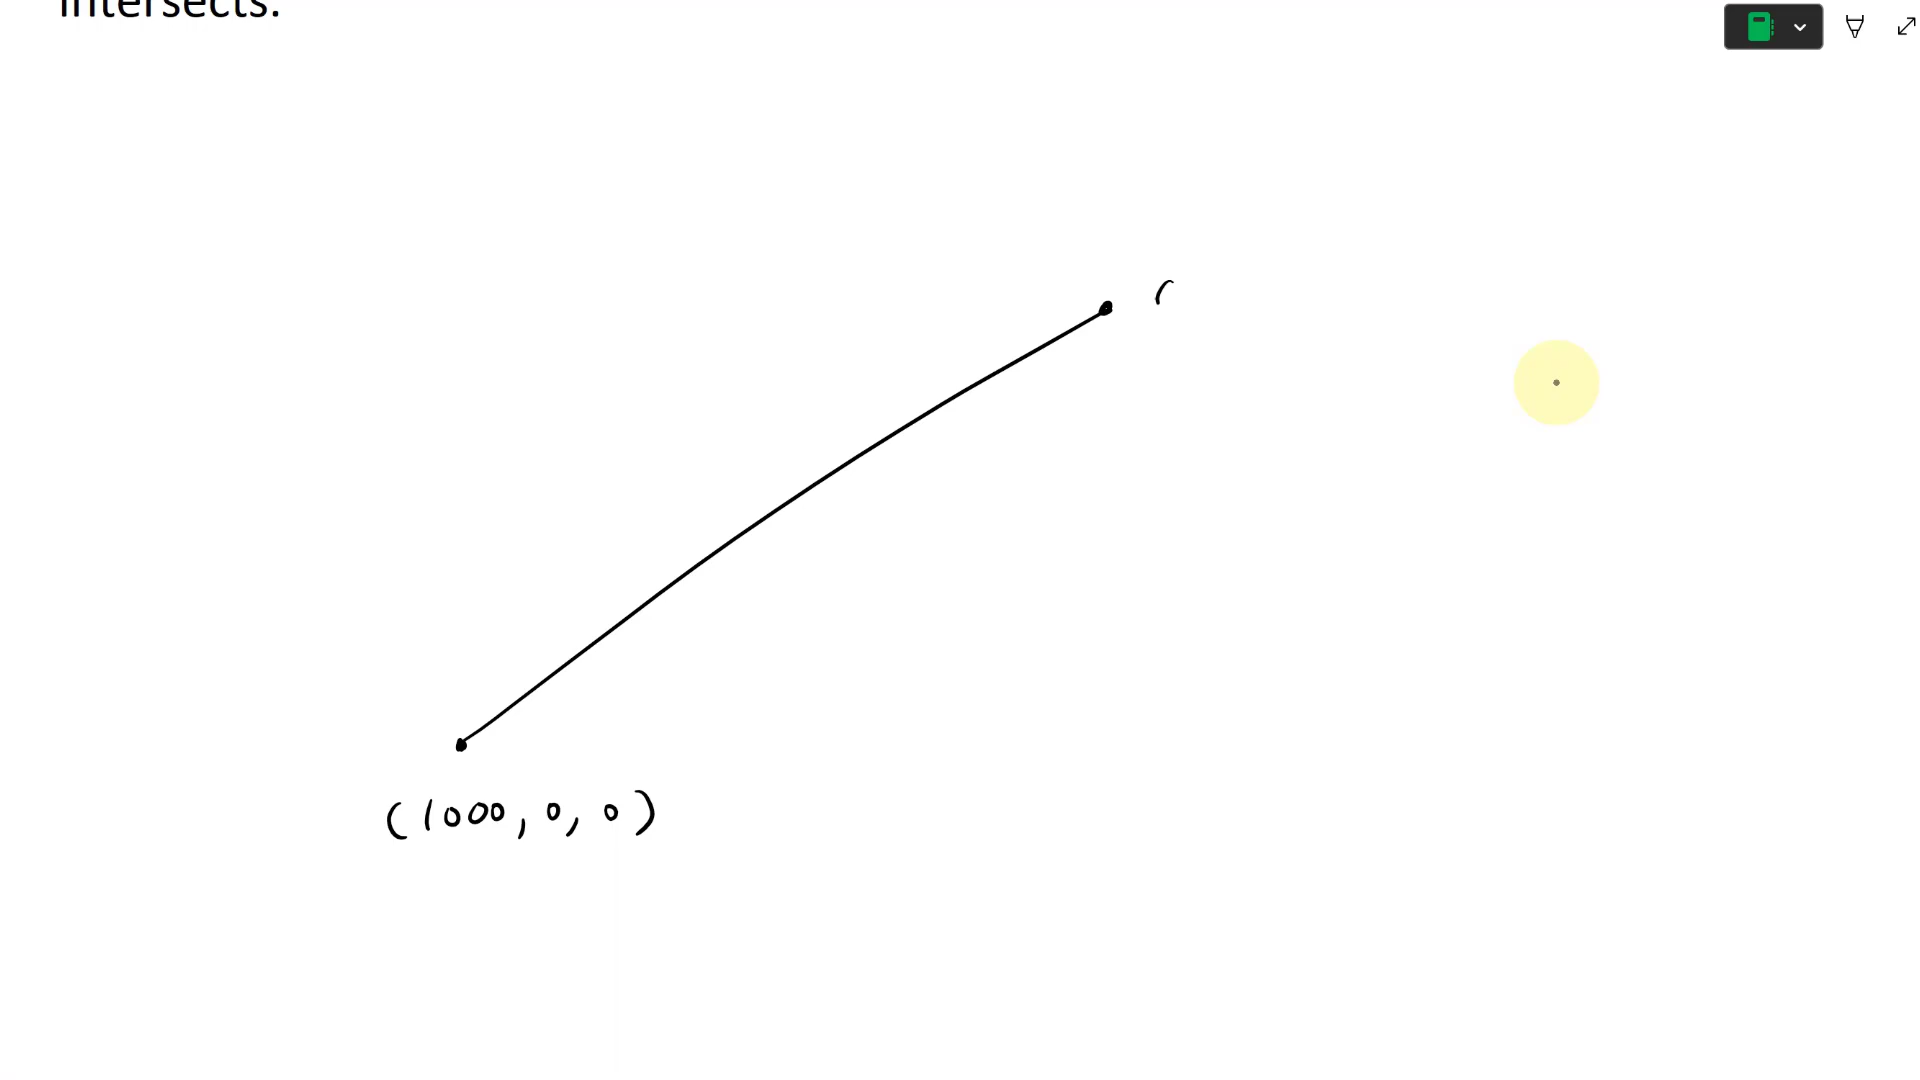 intersects.
(
(1000, 0, 0)